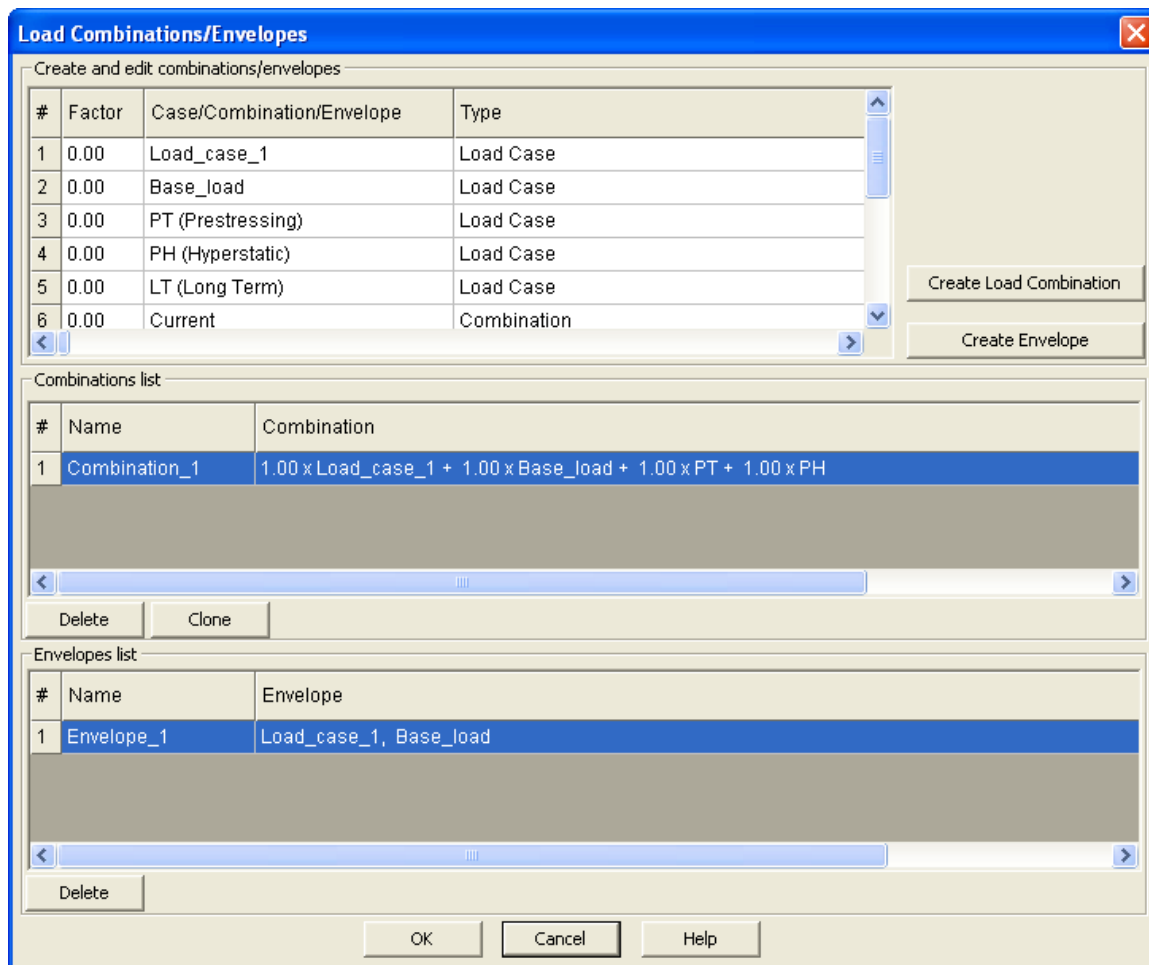 Load Combinations/Envelopes
Create and edit combinations/envelopes
# Factor Case/Combination/Envelope Type
1 0.00 Load_case_1 Load Case
2 0.00 Base_load Load Case
3 0.00 PT (Prestressing) Load Case
4 0.00 PH (Hyperstatic) Load Case
5 0.00 LT (Long Term) Load Case
6 0.00 Current Combination
Create Load Combination
Create Envelope
Combinations list
# Name Combination
1 Combination_1 1.00 x Load_case_1 + 1.00 x Base_load + 1.00 x PT + 1.00 x PH
Delete Clone
Envelopes list
# Name Envelope
1 Envelope_1 Load_case_1, Base_load
Delete
OK Cancel Help